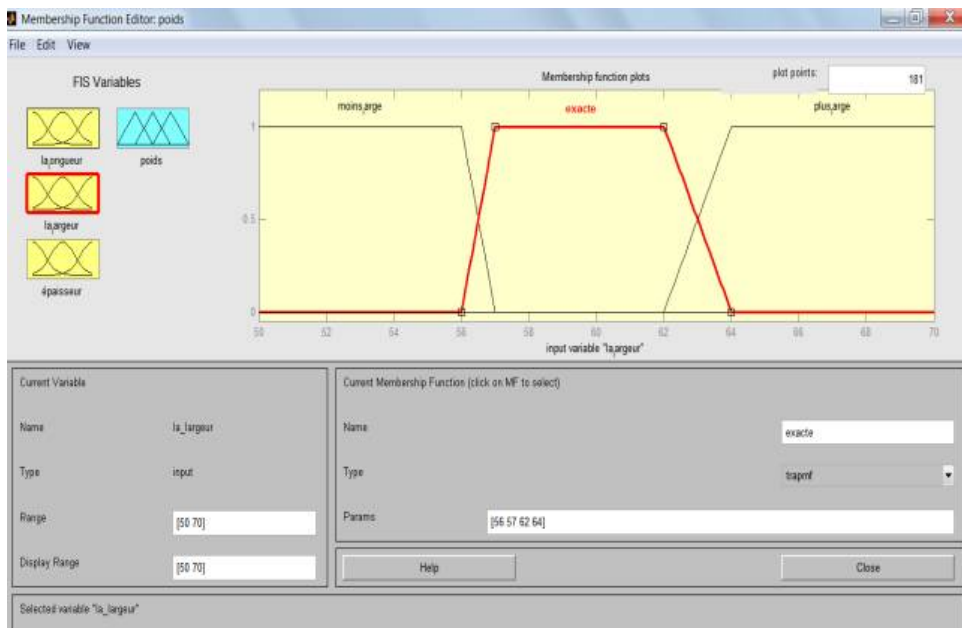 Membership Function Editor: poids
File Edit View
FIS Variables
Membership function plots
plot points:
181
moins_large
exacte
plus_large
la_longueur
poids
la_largeur
épaisseur
1
0.5
0
50 52 54 56 58 60 62 64 66 68 70
input variable "la_largeur"
Current Variable
Name la_largeur
Type input
Range [50 70]
Display Range [50 70]
Current Membership Function (click on MF to select)
Name exacte
Type trapmf
Params [56 57 62 64]
Help
Close
Selected variable "la_largeur"